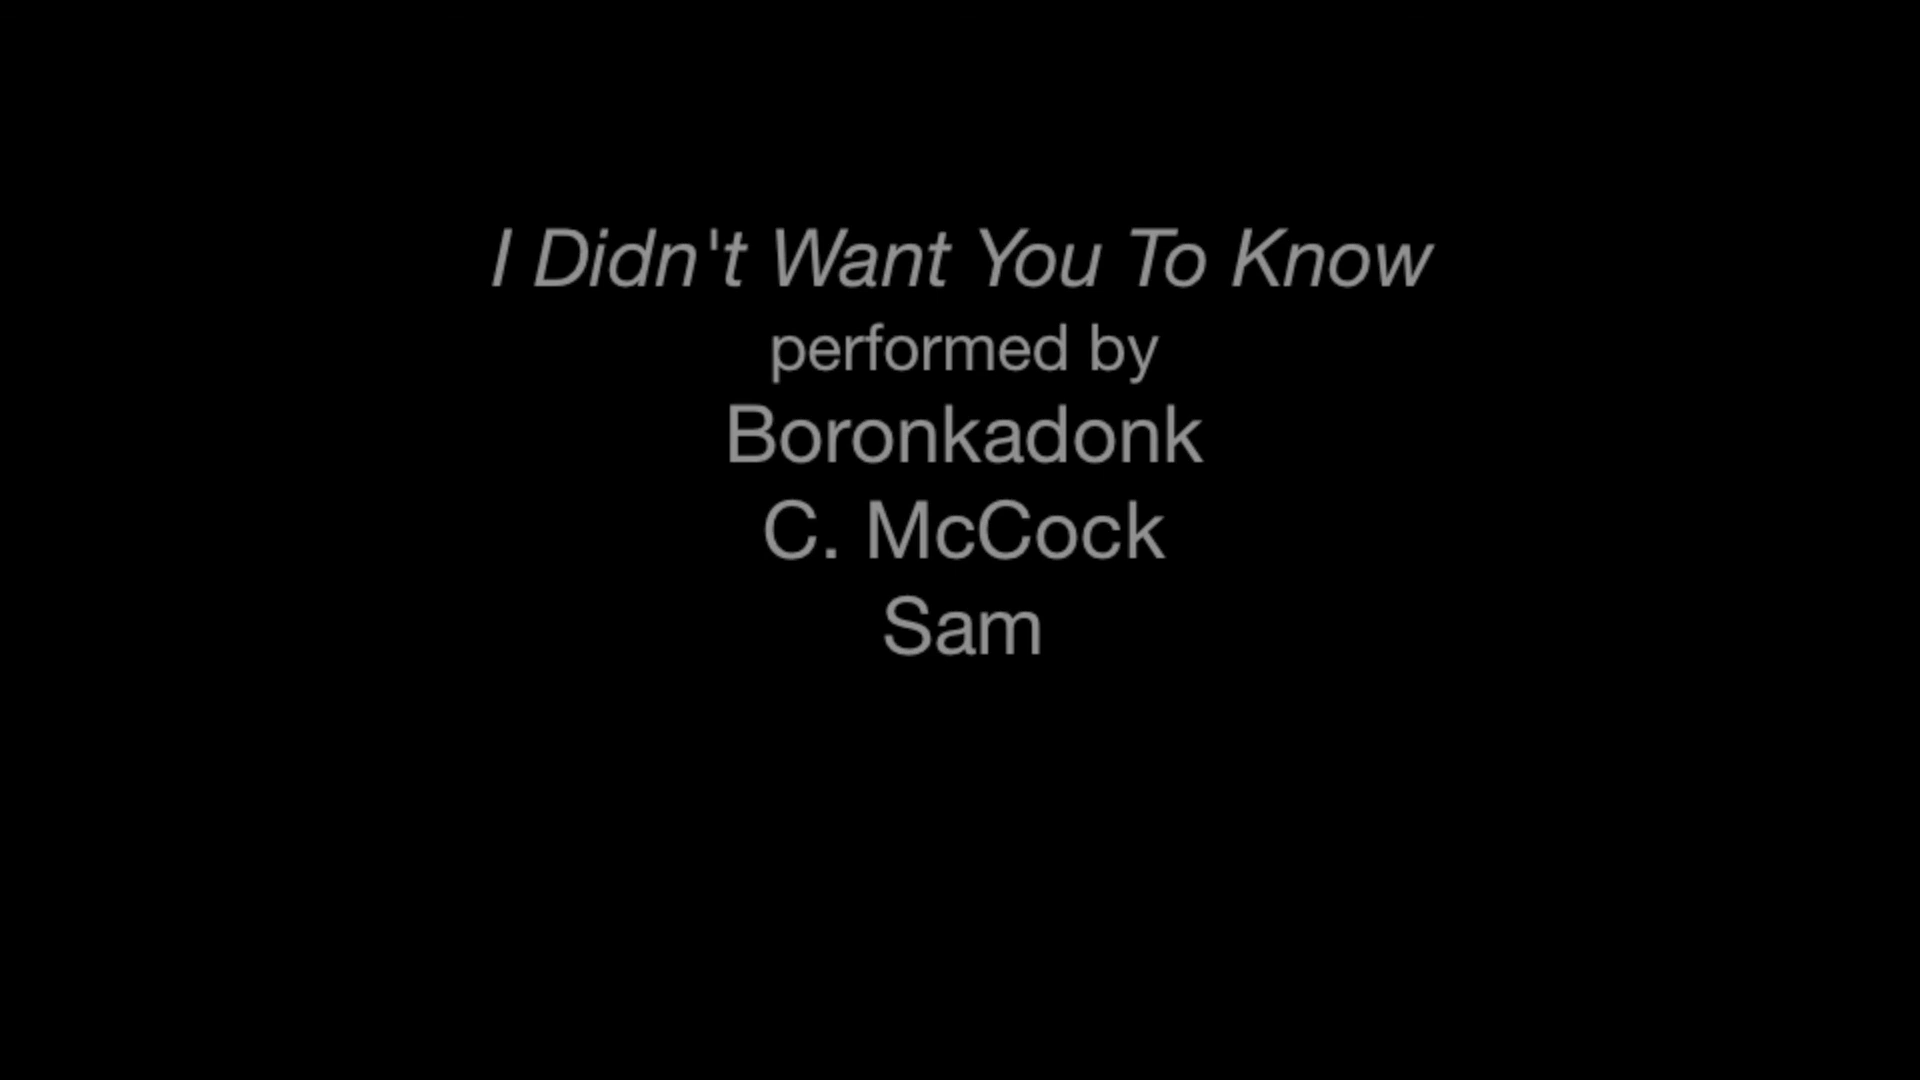 I Didn't Want You To Know
performed by
Boronkadonk
C. McCock
Sam